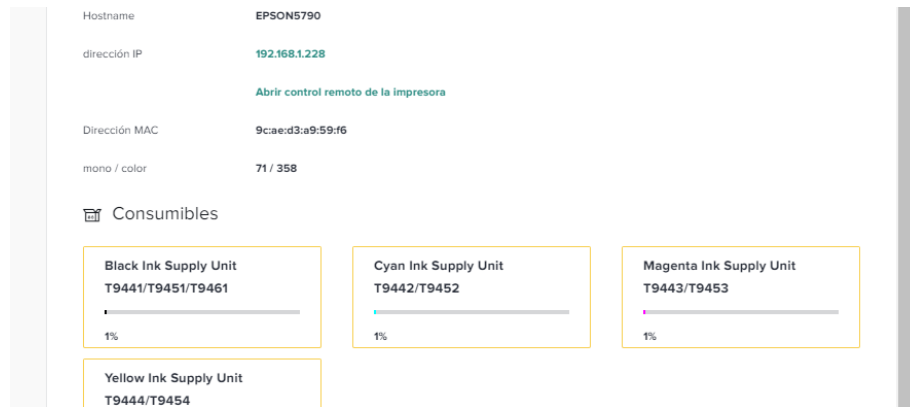 Hostname EPSON5790
dirección IP 192.168.1.228
Abrir control remoto de la impresora
Dirección MAC 9c:ae:d3:a9:59:f6
mono / color 71 / 358
Consumibles
Black Ink Supply Unit
T9441/T9451/T9461
1%
Cyan Ink Supply Unit
T9442/T9452
1%
Magenta Ink Supply Unit
T9443/T9453
1%
Yellow Ink Supply Unit
T9444/T9454